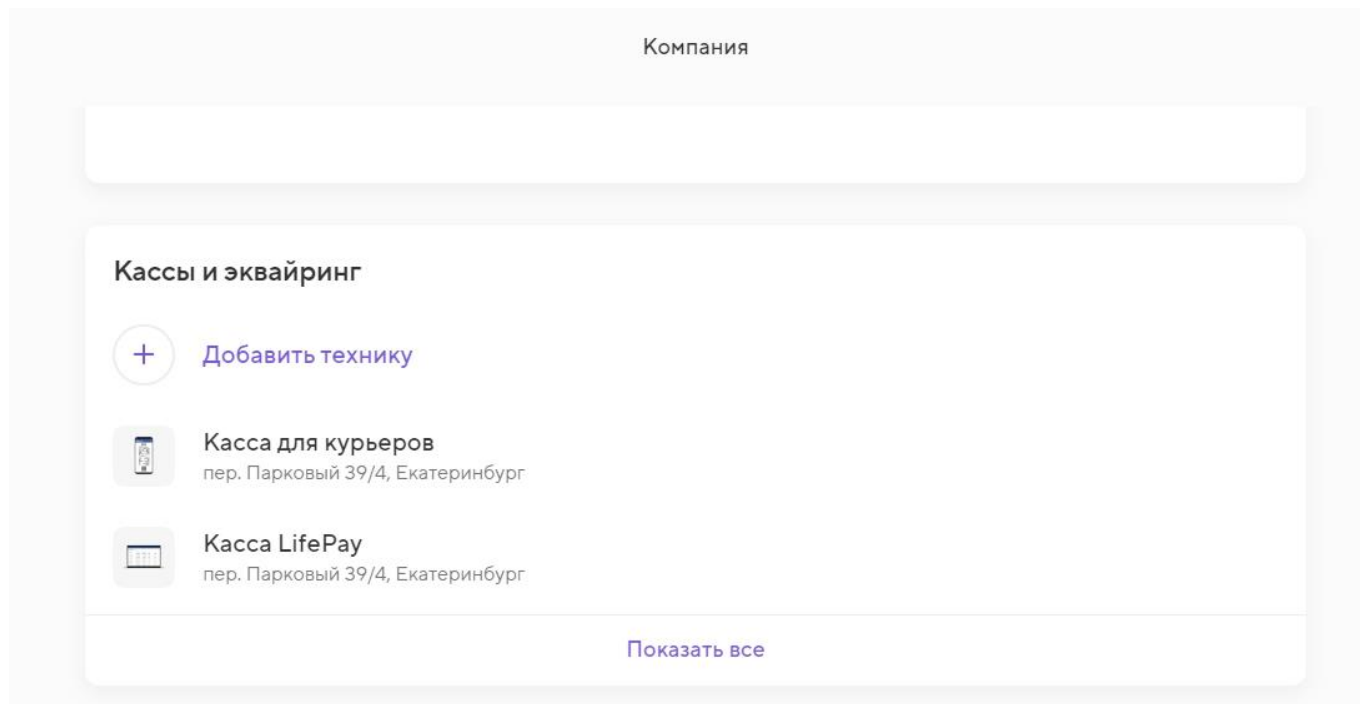 Компания
Кассы и эквайринг
Добавить технику
Касса для курьеров
пер. Парковый 39/4, Екатеринбург
Касса LifePay
пер. Парковый 39/4, Екатеринбург
Показать все